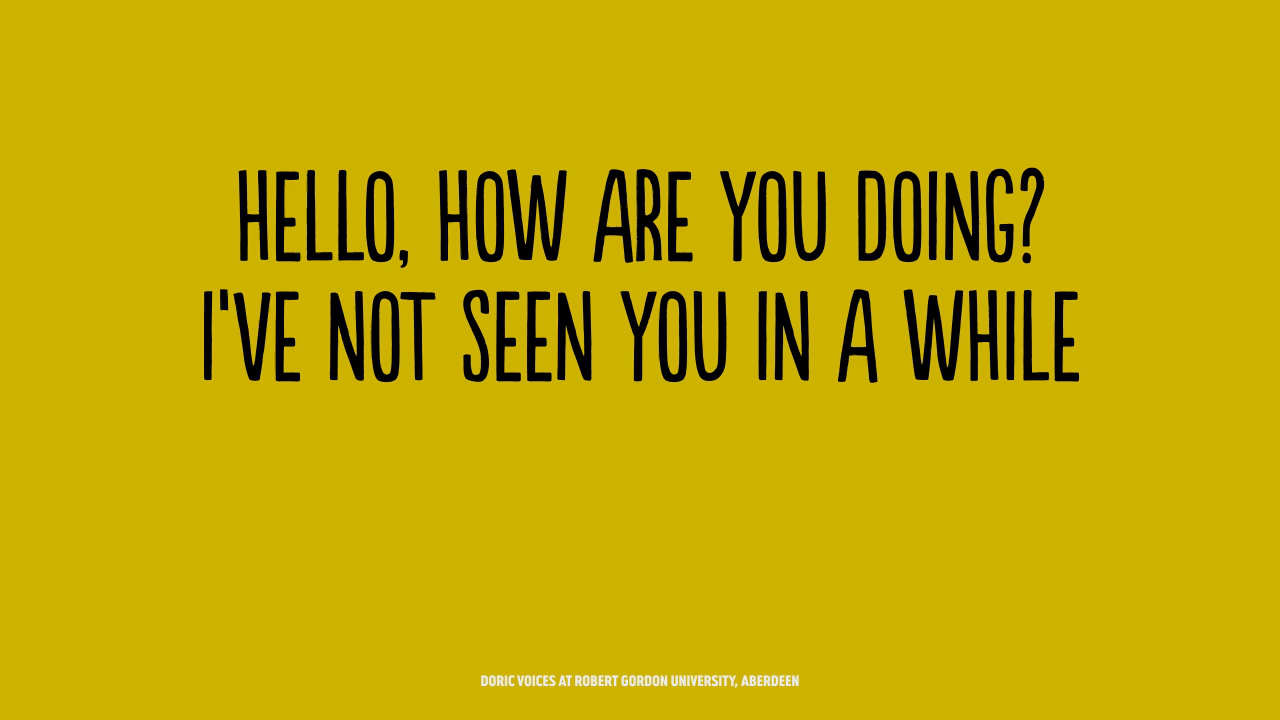 HELLO, HOW ARE YOU DOING?
I'VE NOT SEEN YOU IN A WHILE
DORIC VOICES AT ROBERT GORDON UNIVERSITY, ABERDEEN